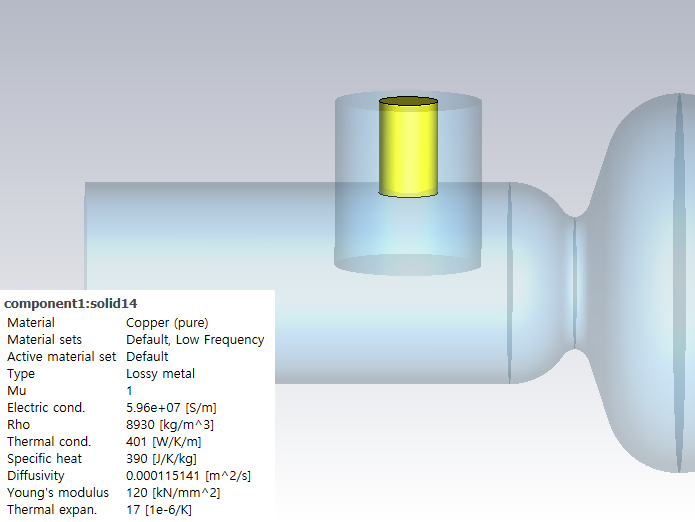 component1:solid14
Material Copper (pure)
Material sets Default, Low Frequency
Active material set Default
Type Lossy metal
Mu 1
Electric cond. 5.96e+07 [S/m]
Rho 8930 [kg/m^3]
Thermal cond. 401 [W/K/m]
Specific heat 390 [J/K/kg]
Diffusivity 0.000115141 [m^2/s]
Young's modulus 120 [kN/mm^2]
Thermal expan. 17 [1e-6/K]